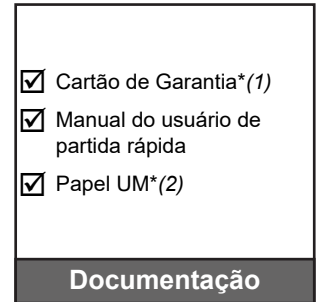 Cartão de Garantia*(1)
Manual do usuário de
partida rápida
Papel UM*(2)
Documentação